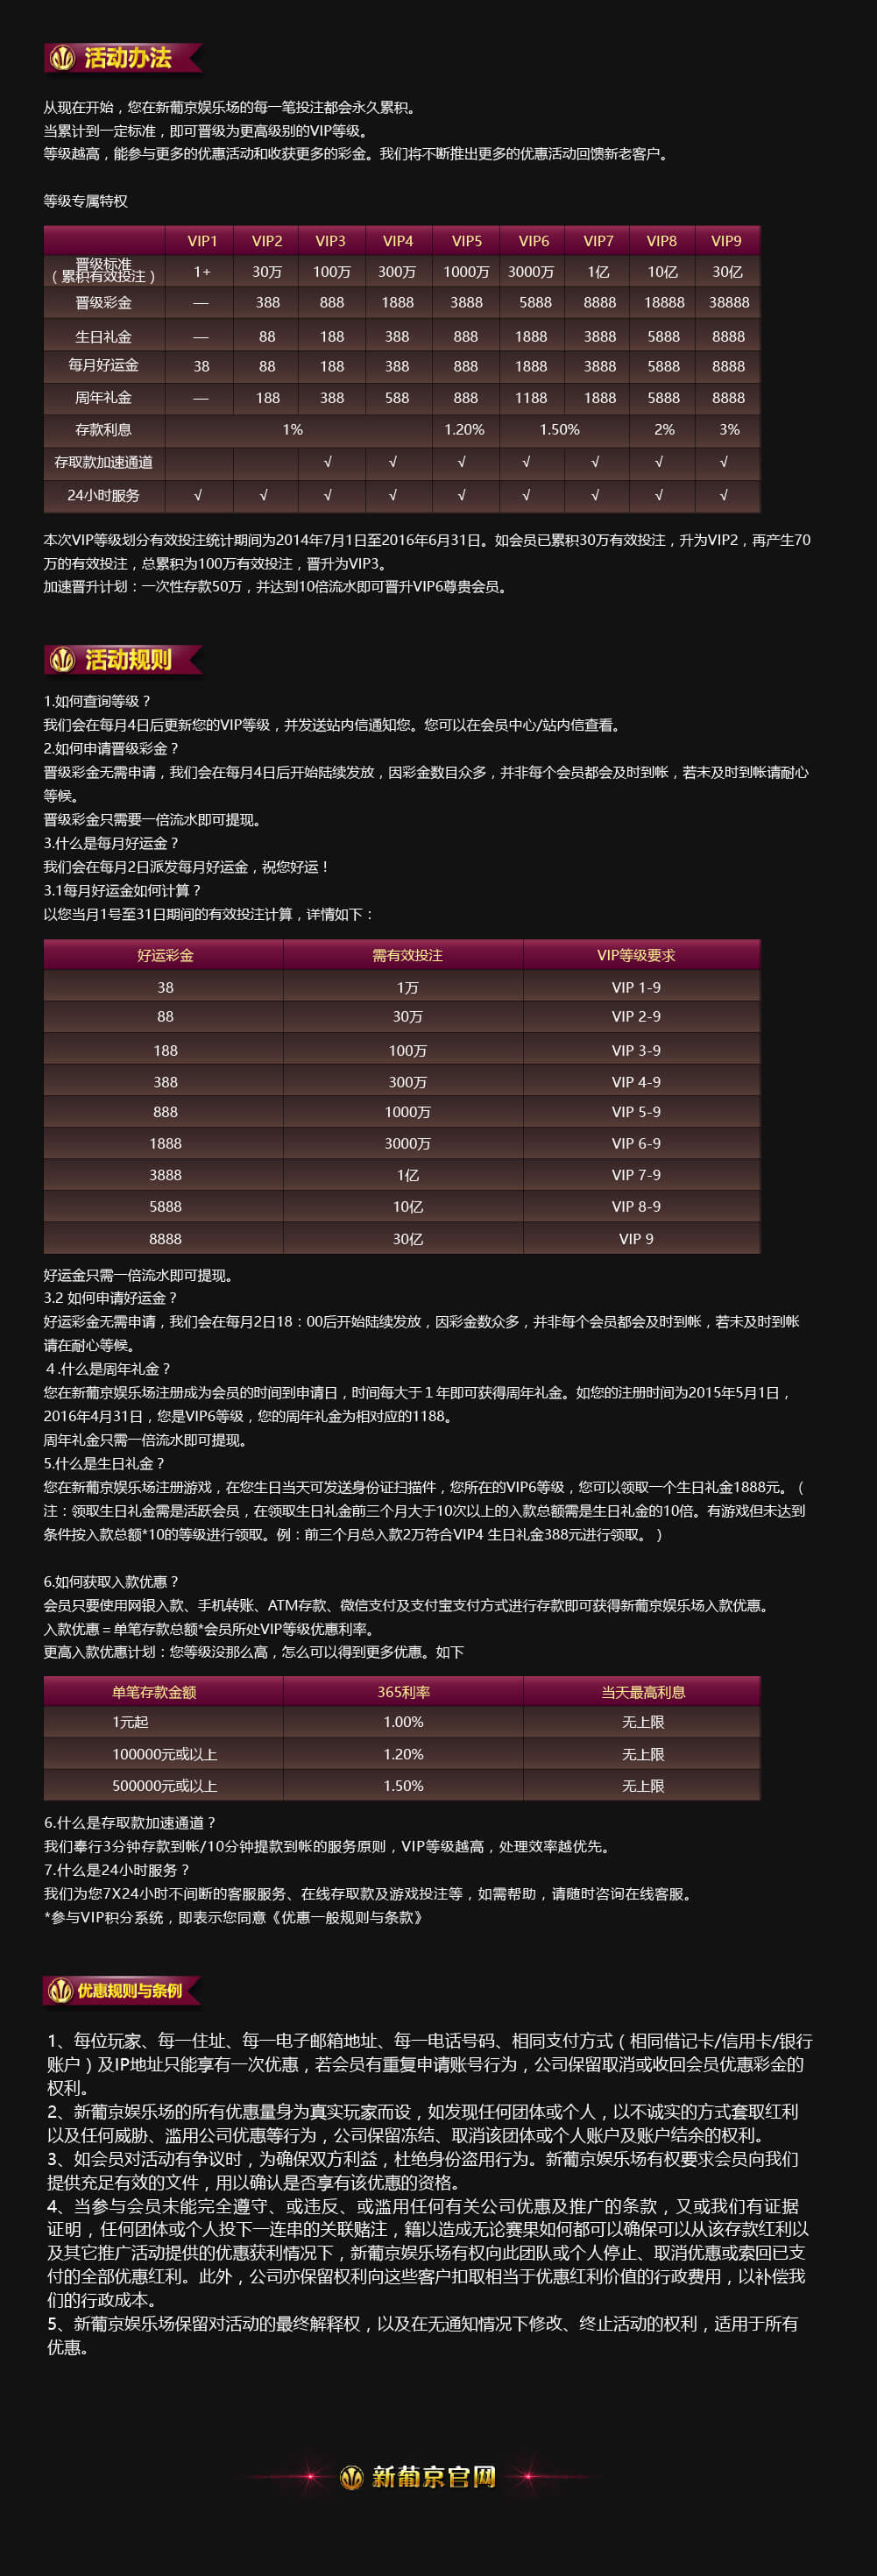 活动办法
从现在开始，您在新葡京娱乐场的每一笔投注都会永久累积。
当累计到一定标准，即可晋级为更高级别的VIP等级。
等级越高，能参与更多的优惠活动和收获更多的彩金。我们将不断推出更多的优惠活动回馈新老客户。
等级专属特权
VIP1 VIP2 VIP3 VIP4 VIP5 VIP6 VIP7 VIP8 VIP9
晋级标准
（累积有效投注） 1+ 30万 100万 300万 1000万 3000万 1亿 10亿 30亿
晋级彩金 — 388 888 1888 3888 5888 8888 18888 38888
生日礼金 — 88 188 388 888 1888 3888 5888 8888
每月好运金 38 88 188 388 888 1888 3888 5888 8888
周年礼金 — 188 388 588 888 1188 1888 5888 8888
存款利息 1% 1.20% 1.50% 2% 3%
存取款加速通道 √ √ √ √ √ √ √
24小时服务 √ √ √ √ √ √ √ √ √
本次VIP等级划分有效投注统计期间为2014年7月1日至2016年6月31日。如会员已累积30万有效投注，升为VIP2，再产生70
万的有效投注，总累积为100万有效投注，晋升为VIP3。
加速晋升计划：一次性存款50万，并达到10倍流水即可晋升VIP6尊贵会员。
活动规则
1.如何查询等级？
我们会在每月4日后更新您的VIP等级，并发送站内信通知您。您可以在会员中心/站内信查看。
2.如何申请晋级彩金？
晋级彩金无需申请，我们会在每月4日后开始陆续发放，因彩金数目众多，并非每个会员都会及时到帐，若未及时到帐请耐心
等候。
晋级彩金只需要一倍流水即可提现。
3.什么是每月好运金？
我们会在每月2日派发每月好运金，祝您好运！
3.1每月好运金如何计算？
以您当月1号至31日期间的有效投注计算，详情如下：
好运彩金 需有效投注 VIP等级要求
38 1万 VIP 1-9
88 30万 VIP 2-9
188 100万 VIP 3-9
388 300万 VIP 4-9
888 1000万 VIP 5-9
1888 3000万 VIP 6-9
3888 1亿 VIP 7-9
5888 10亿 VIP 8-9
8888 30亿 VIP 9
好运金只需一倍流水即可提现。
3.2 如何申请好运金？
好运彩金无需申请，我们会在每月2日18：00后开始陆续发放，因彩金数众多，并非每个会员都会及时到帐，若未及时到帐
请在耐心等候。
４.什么是周年礼金？
您在新葡京娱乐场注册成为会员的时间到申请日，时间每大于１年即可获得周年礼金。如您的注册时间为2015年5月1日，
2016年4月31日，您是VIP6等级，您的周年礼金为相对应的1188。
周年礼金只需一倍流水即可提现。
5.什么是生日礼金？
您在新葡京娱乐场注册游戏，在您生日当天可发送身份证扫描件，您所在的VIP6等级，您可以领取一个生日礼金1888元。（
注：领取生日礼金需是活跃会员，在领取生日礼金前三个月大于10次以上的入款总额需是生日礼金的10倍。有游戏但未达到
条件按入款总额*10的等级进行领取。例：前三个月总入款2万符合VIP4 生日礼金388元进行领取。）
6.如何获取入款优惠？
会员只要使用网银入款、手机转账、ATM存款、微信支付及支付宝支付方式进行存款即可获得新葡京娱乐场入款优惠。
入款优惠＝单笔存款总额*会员所处VIP等级优惠利率。
更高入款优惠计划：您等级没那么高，怎么可以得到更多优惠。如下
单笔存款金额 365利率 当天最高利息
1元起 1.00% 无上限
100000元或以上 1.20% 无上限
500000元或以上 1.50% 无上限
6.什么是存取款加速通道？
我们奉行3分钟存款到帐/10分钟提款到帐的服务原则，VIP等级越高，处理效率越优先。
7.什么是24小时服务？
我们为您7X24小时不间断的客服服务、在线存取款及游戏投注等，如需帮助，请随时咨询在线客服。
*参与VIP积分系统，即表示您同意《优惠一般规则与条款》
优惠规则与条例
1、每位玩家、每一住址、每一电子邮箱地址、每一电话号码、相同支付方式（相同借记卡/信用卡/银行
账户）及IP地址只能享有一次优惠，若会员有重复申请账号行为，公司保留取消或收回会员优惠彩金的
权利。
2、新葡京娱乐场的所有优惠量身为真实玩家而设，如发现任何团体或个人，以不诚实的方式套取红利
以及任何威胁、滥用公司优惠等行为，公司保留冻结、取消该团体或个人账户及账户结余的权利。
3、如会员对活动有争议时，为确保双方利益，杜绝身份盗用行为。新葡京娱乐场有权要求会员向我们
提供充足有效的文件，用以确认是否享有该优惠的资格。
4、当参与会员未能完全遵守、或违反、或滥用任何有关公司优惠及推广的条款，又或我们有证据
证明，任何团体或个人投下一连串的关联赌注，籍以造成无论赛果如何都可以确保可以从该存款红利以
及其它推广活动提供的优惠获利情况下，新葡京娱乐场有权向此团队或个人停止、取消优惠或索回已支
付的全部优惠红利。此外，公司亦保留权利向这些客户扣取相当于优惠红利价值的行政费用，以补偿我
们的行政成本。
5、新葡京娱乐场保留对活动的最终解释权，以及在无通知情况下修改、终止活动的权利，适用于所有
优惠。
新葡京官网